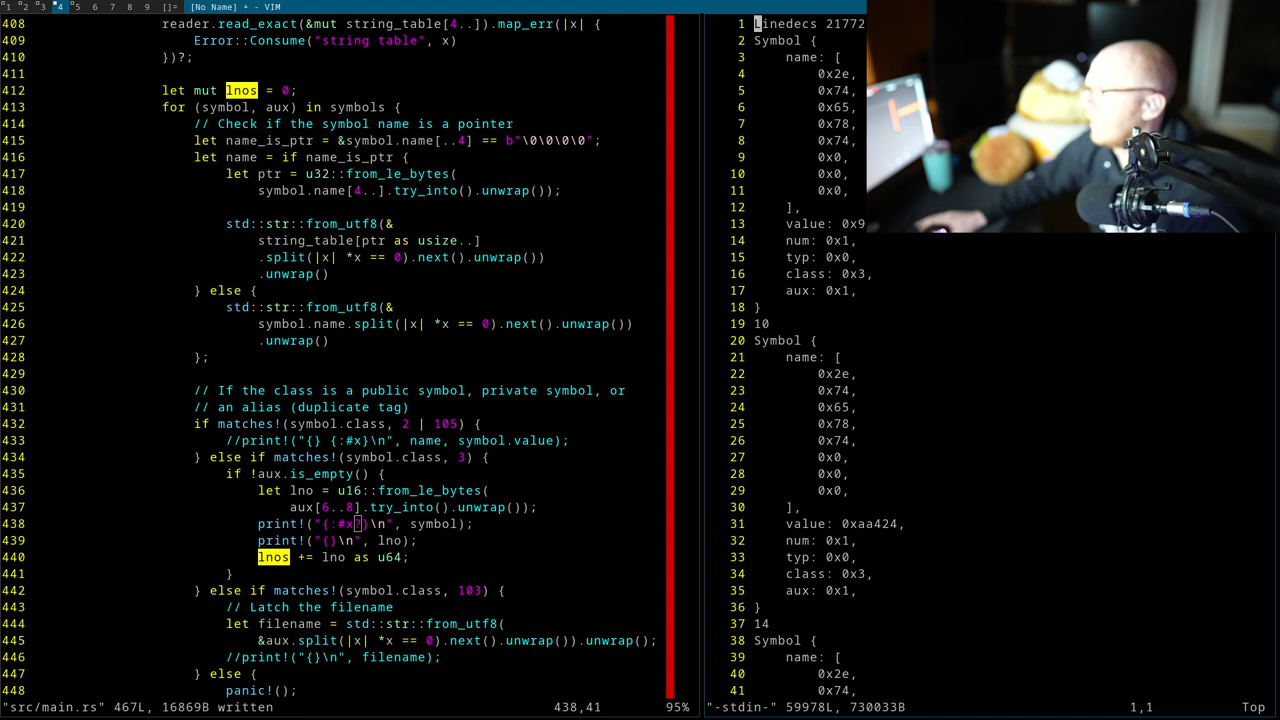 1 2 3 4 5 6 7 8 9 []= [No Name] + - VIM
408 reader.read_exact(&mut string_table[4..]).map_err(|x| {
409 Error::Consume("string table", x)
410 })?;
411
412 let mut lnos = 0;
413 for (symbol, aux) in symbols {
414 // Check if the symbol name is a pointer
415 let name_is_ptr = &symbol.name[..4] == b"\0\0\0\0";
416 let name = if name_is_ptr {
417 let ptr = u32::from_le_bytes(
418 symbol.name[4..].try_into().unwrap());
419
420 std::str::from_utf8(&
421 string_table[ptr as usize..]
422 .split(|x| *x == 0).next().unwrap())
423 .unwrap()
424 } else {
425 std::str::from_utf8(&
426 symbol.name.split(|x| *x == 0).next().unwrap())
427 .unwrap()
428 };
429
430 // If the class is a public symbol, private symbol, or
431 // an alias (duplicate tag)
432 if matches!(symbol.class, 2 | 105) {
433 //print!("{} {:#x}\n", name, symbol.value);
434 } else if matches!(symbol.class, 3) {
435 if !aux.is_empty() {
436 let lno = u16::from_le_bytes(
437 aux[6..8].try_into().unwrap());
438 print!("{:#x?}\n", symbol);
439 print!("{}\n", lno);
440 lnos += lno as u64;
441 }
442 } else if matches!(symbol.class, 103) {
443 // Latch the filename
444 let filename = std::str::from_utf8(
445 &aux.split(|x| *x == 0).next().unwrap()).unwrap();
446 //print!("{}\n", filename);
447 } else {
448 panic!();
"src/main.rs" 467L, 16869B written 438,41 95%
1 Linedecs 21772
2 Symbol {
3 name: [
4 0x2e,
5 0x74,
6 0x65,
7 0x78,
8 0x74,
9 0x0,
10 0x0,
11 0x0,
12 ],
13 value: 0x9
14 num: 0x1,
15 typ: 0x0,
16 class: 0x3,
17 aux: 0x1,
18 }
19 10
20 Symbol {
21 name: [
22 0x2e,
23 0x74,
24 0x65,
25 0x78,
26 0x74,
27 0x0,
28 0x0,
29 0x0,
30 ],
31 value: 0xaa424,
32 num: 0x1,
33 typ: 0x0,
34 class: 0x3,
35 aux: 0x1,
36 }
37 14
38 Symbol {
39 name: [
40 0x2e,
41 0x74,
"-stdin-" 59978L, 730033B 1,1 Top